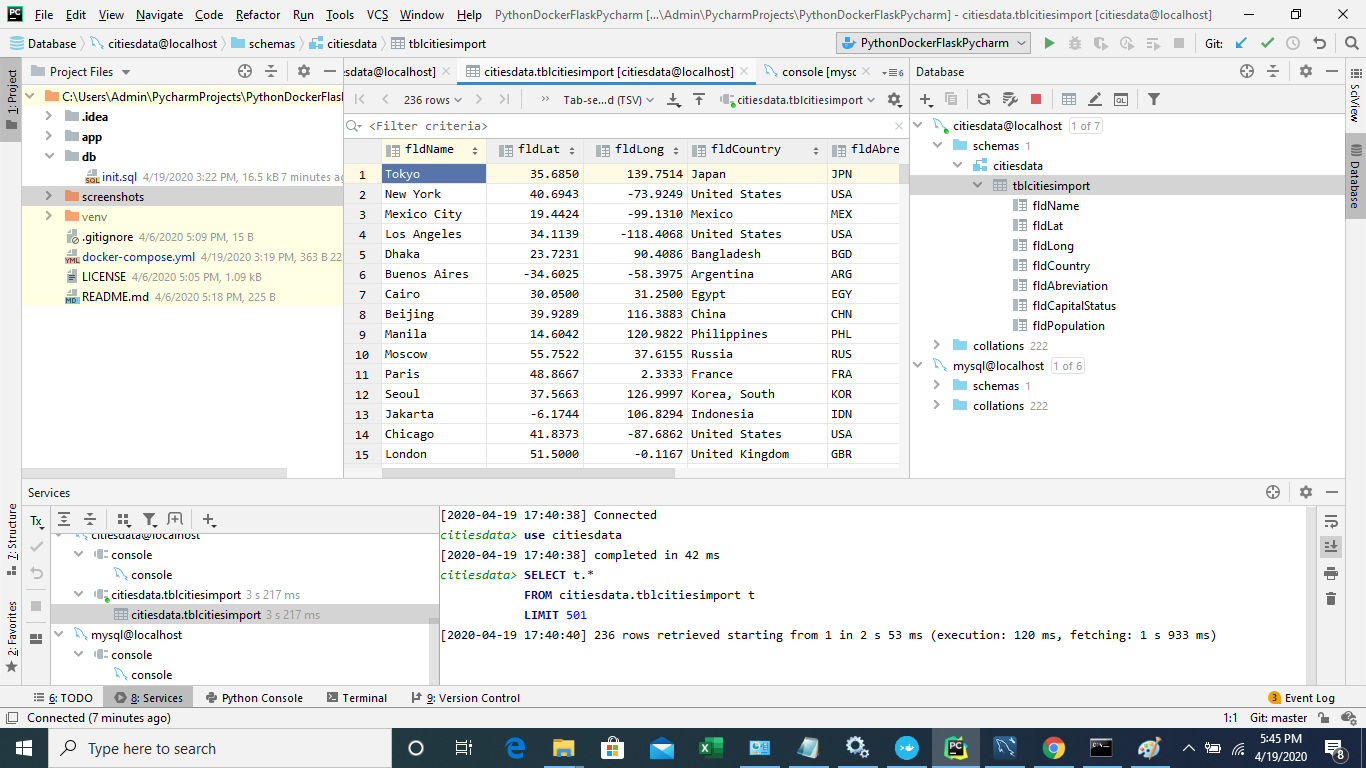 File Edit View Navigate Code Refactor Run Tools VCS Window Help PythonDockerFlaskPycharm [...\Admin\PycharmProjects\PythonDockerFlaskPycharm] - citiesdata.tblcitiesimport [citiesdata@localhost]
Database citiesdata@localhost schemas citiesdata tblcitiesimport PythonDockerFlaskPycharm Git:
1: Project
7: Structure
2: Favorites
Project Files
C:\Users\Admin\PycharmProjects\PythonDockerFlask
.idea
app
db
init.sql 4/19/2020 3:22 PM, 16.5 kB 7 minutes ag
screenshots
venv
.gitignore 4/6/2020 5:09 PM, 15 B
docker-compose.yml 4/19/2020 3:19 PM, 363 B 22
LICENSE 4/6/2020 5:05 PM, 1.09 kB
README.md 4/6/2020 5:18 PM, 225 B
esdata@localhost] citiesdata.tblcitiesimport [citiesdata@localhost] console [mysc 6
236 rows Tab-se...d (TSV) citiesdata.tblcitiesimport
<Filter criteria>
fldName fldLat fldLong fldCountry fldAbre
1 Tokyo 35.6850 139.7514 Japan JPN
2 New York 40.6943 -73.9249 United States USA
3 Mexico City 19.4424 -99.1310 Mexico MEX
4 Los Angeles 34.1139 -118.4068 United States USA
5 Dhaka 23.7231 90.4086 Bangladesh BGD
6 Buenos Aires -34.6025 -58.3975 Argentina ARG
7 Cairo 30.0500 31.2500 Egypt EGY
8 Beijing 39.9289 116.3883 China CHN
9 Manila 14.6042 120.9822 Philippines PHL
10 Moscow 55.7522 37.6155 Russia RUS
11 Paris 48.8667 2.3333 France FRA
12 Seoul 37.5663 126.9997 Korea, South KOR
13 Jakarta -6.1744 106.8294 Indonesia IDN
14 Chicago 41.8373 -87.6862 United States USA
15 London 51.5000 -0.1167 United Kingdom GBR
Database
citiesdata@localhost 1 of 7
schemas 1
citiesdata
tblcitiesimport
fldName
fldLat
fldLong
fldCountry
fldAbreviation
fldCapitalStatus
fldPopulation
collations 222
mysql@localhost 1 of 6
schemas 1
collations 222
SciView
Database
Services
Tx
citiesdata@localhost
console
console
citiesdata.tblcitiesimport 3 s 217 ms
citiesdata.tblcitiesimport 3 s 217 ms
mysql@localhost
console
console
[2020-04-19 17:40:38] Connected
citiesdata> use citiesdata
[2020-04-19 17:40:38] completed in 42 ms
citiesdata> SELECT t.*
FROM citiesdata.tblcitiesimport t
LIMIT 501
[2020-04-19 17:40:40] 236 rows retrieved starting from 1 in 2 s 53 ms (execution: 120 ms, fetching: 1 s 933 ms)
6: TODO 8: Services Python Console Terminal 9: Version Control 3 Event Log
Connected (7 minutes ago) 1:1 Git: master
Type here to search 5:45 PM
4/19/2020 8